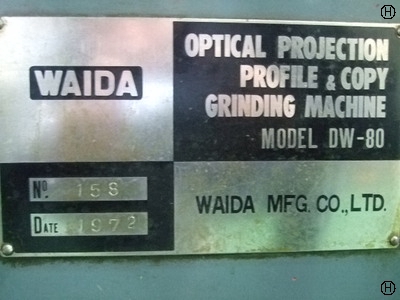 WAIDA
OPTICAL PROJECTION
PROFILE & COPY
GRINDING MACHINE
MODEL DW-80
No. 158
DATE 1972
WAIDA MFG. CO., LTD.
H
H